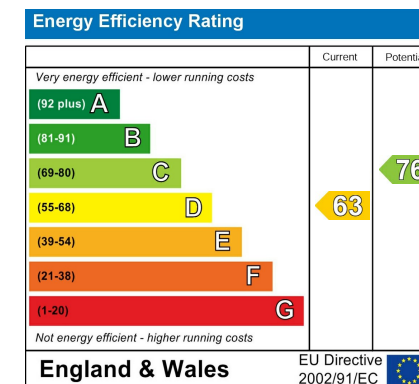 Energy Efficiency Rating
Current Potentia
Very energy efficient - lower running costs
(92 plus) A
(81-91) B
(69-80) C 76
(55-68) D 63
(39-54) E
(21-38) F
(1-20) G
Not energy efficient - higher running costs
England & Wales
EU Directive
2002/91/EC